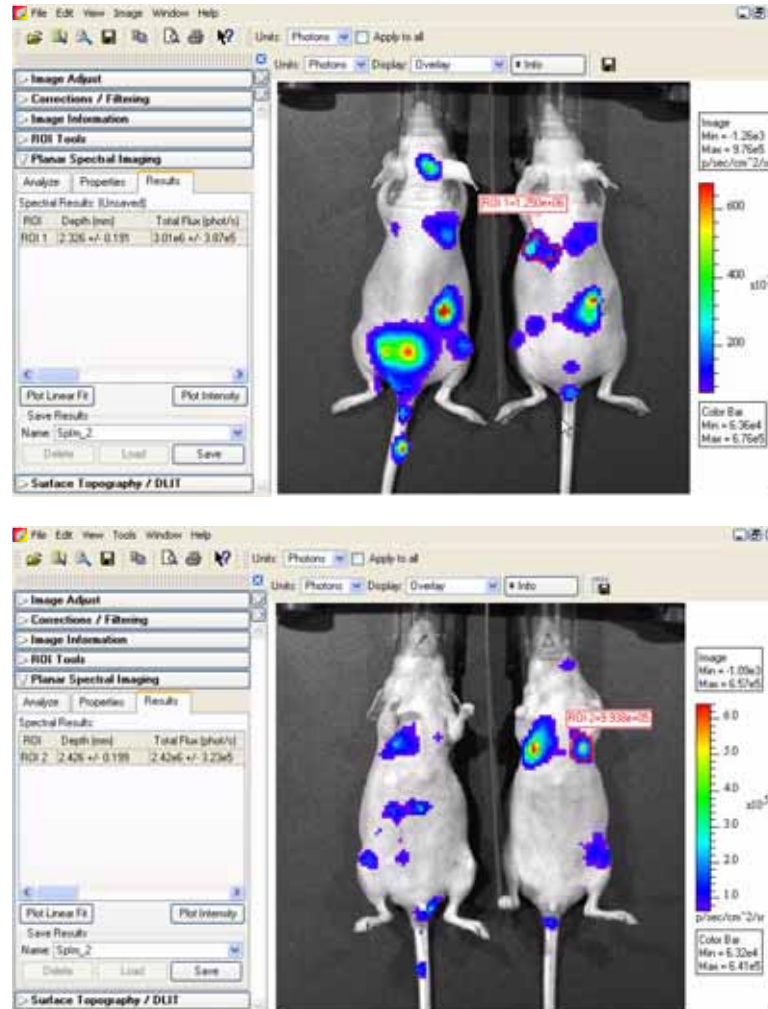 File Edit View Image Window Help
Units: Photons Apply to all
Units: Photons Display: Overlay Info
Image Adjust
Corrections / Filtering
Image Information
ROI Tools
Planar Spectral Imaging
Analyze Properties Results
Spectral Results: (Unsaved)
ROI Depth (mm) Total Flux (phot/s)
ROI 1 2.326 +/- 0.191 3.01e6 +/- 3.87e5
Plot Linear Fit Plot Intensity
Save Results
Name: SpIm_2
Delete Load Save
Surface Topography / DLIT
ROI 1=1.250e+06
Image
Min = -1.26e3
Max = 9.76e5
p/sec/cm^2/sr
600
400
200
Color Bar
Min = 6.36e4
Max = 6.76e5
File Edit View Tools Window Help
Units: Photons Apply to all
Units: Photons Display: Overlay Info
Image Adjust
Corrections / Filtering
Image Information
ROI Tools
Planar Spectral Imaging
Analyze Properties Results
Spectral Results:
ROI Depth (mm) Total Flux (phot/s)
ROI 2 2.426 +/- 0.199 2.42e6 +/- 3.23e5
Plot Linear Fit Plot Intensity
Save Results
Name: SpIm_2
Delete Load Save
Surface Topography / DLIT
ROI 2=9.938e+05
Image
Min = -1.09e3
Max = 6.57e5
6.0
5.0
4.0
3.0
2.0
1.0
p/sec/cm^2/sr
Color Bar
Min = 6.32e4
Max = 6.41e5